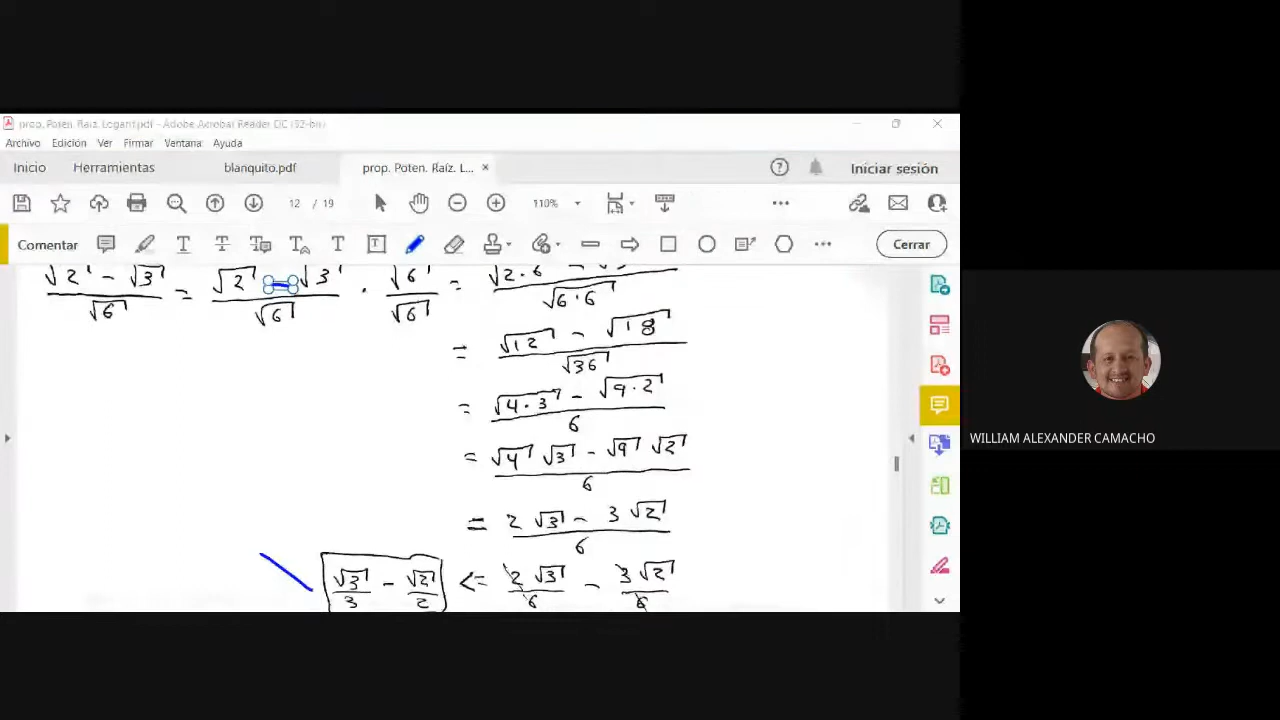 prop. Poten. Raiz. Logarit.pdf - Adobe Acrobat Reader DC (32-bit)
Archivo Edición Ver Firmar Ventana Ayuda
Inicio Herramientas blanquito.pdf prop. Poten. Raíz. L... × Iniciar sesión
12 / 19 110%
Comentar Cerrar
(√2 - √3)/√6 = (√2 - √3)/√6 · √6/√6 = (√2·6 - √
)/√6·6
= (√12 - √18)/√36
= (√4·3 - √9·2)/6
= (√4 √3 - √9 √2)/6
= (2√3 - 3√2)/6
√3/3 - √2/2 <= 2√3/6 - 3√2/6
WILLIAM ALEXANDER CAMACHO